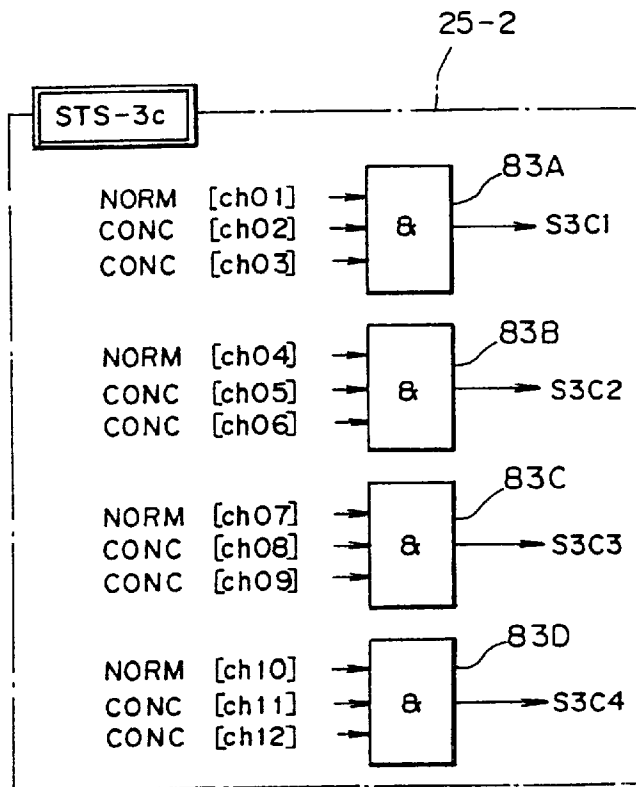 25-2
STS-3c
83A
NORM [ch01]
CONC [ch02] & S3C1
CONC [ch03]
83B
NORM [ch04]
CONC [ch05] & S3C2
CONC [ch06]
83C
NORM [ch07]
CONC [ch08] & S3C3
CONC [ch09]
83D
NORM [ch10]
CONC [ch11] & S3C4
CONC [ch12]